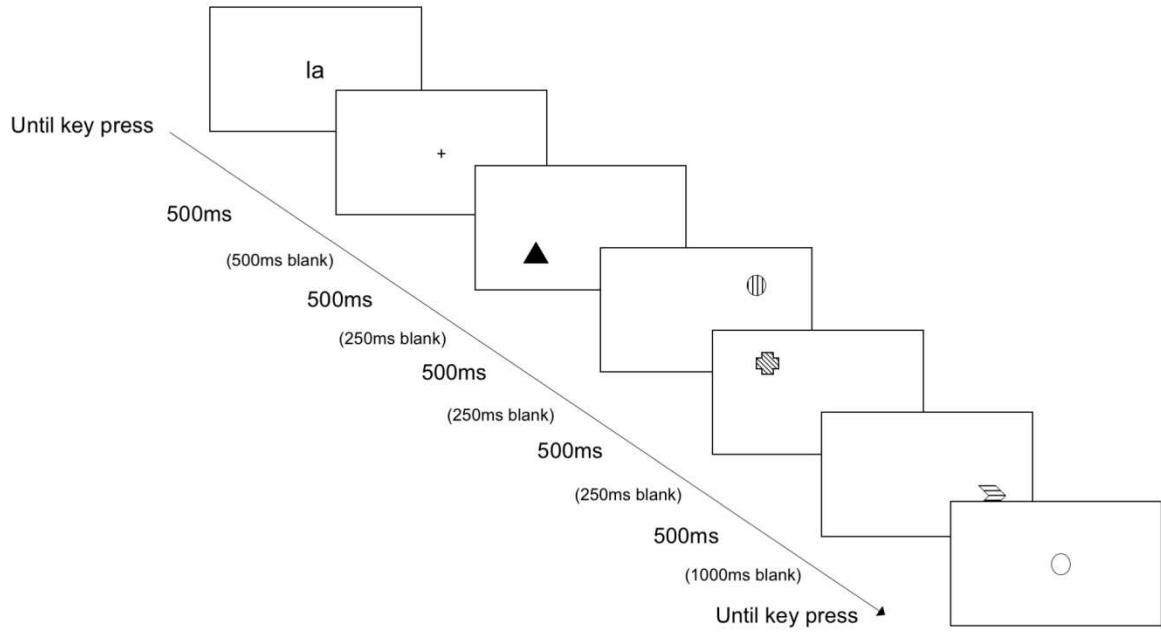 la
+
Until key press
500ms
(500ms blank)
500ms
(250ms blank)
500ms
(250ms blank)
500ms
(250ms blank)
500ms
(1000ms blank)
Until key press